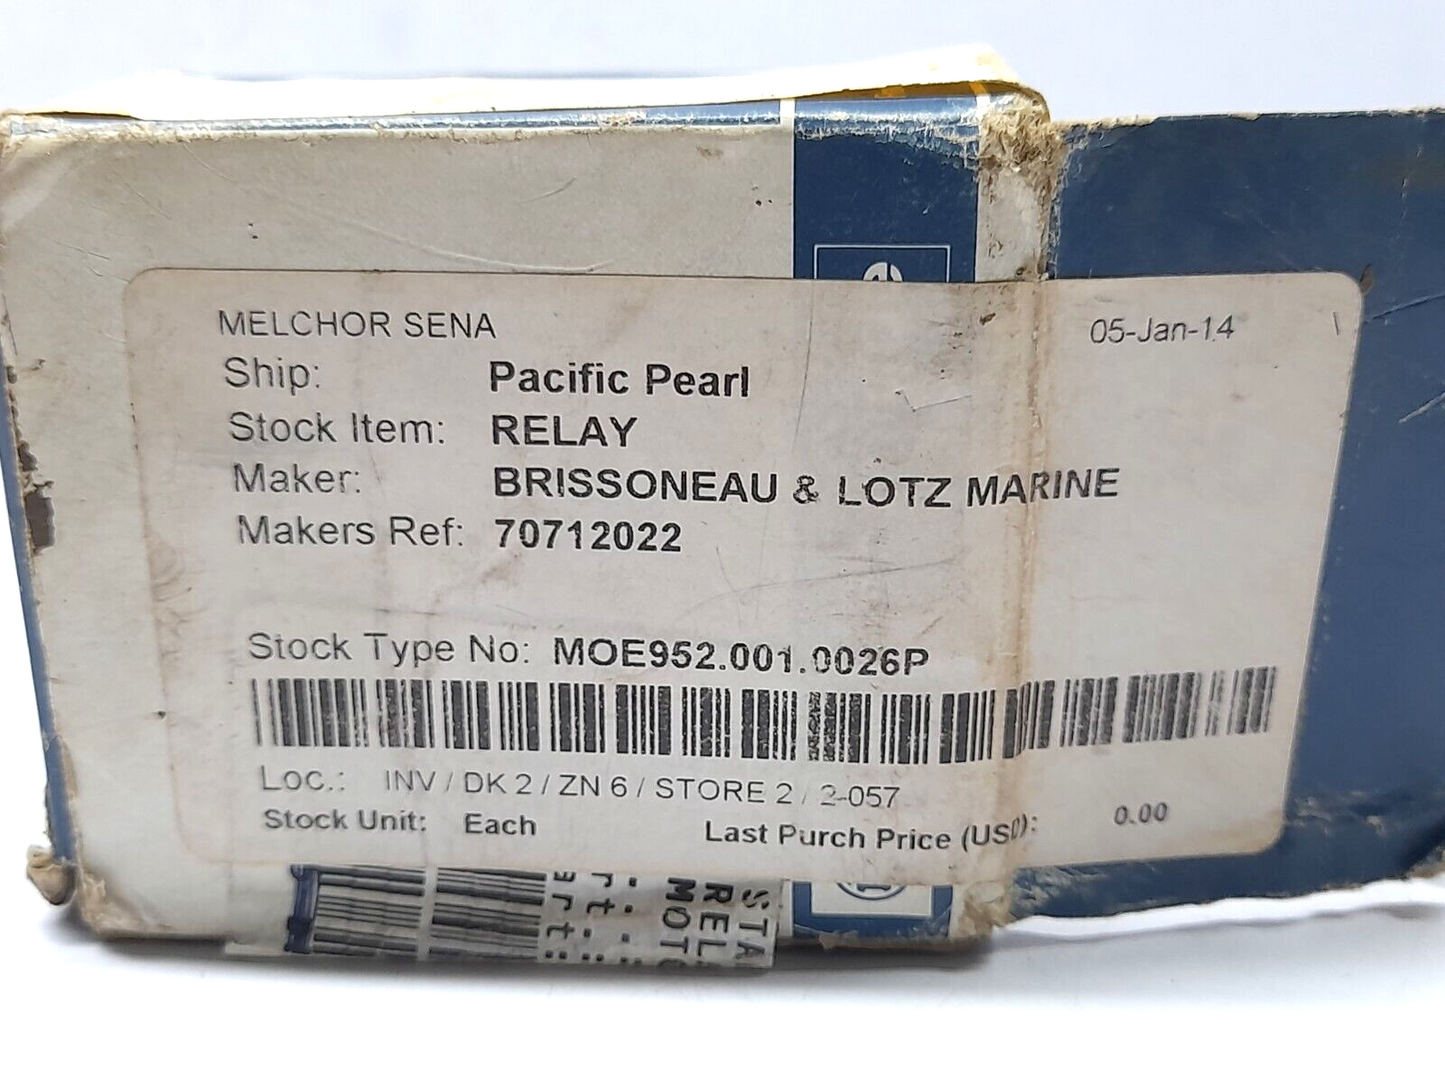 MELCHOR SENA 05-Jan-14
Ship: Pacific Pearl
Stock Item: RELAY
Maker: BRISSONEAU & LOTZ MARINE
Makers Ref: 70712022
Stock Type No: MOE952.001.0026P
Loc.: INV / DK 2 / ZN 6 / STORE 2 / 2-057
Stock Unit: Each Last Purch Price (USD): 0.00